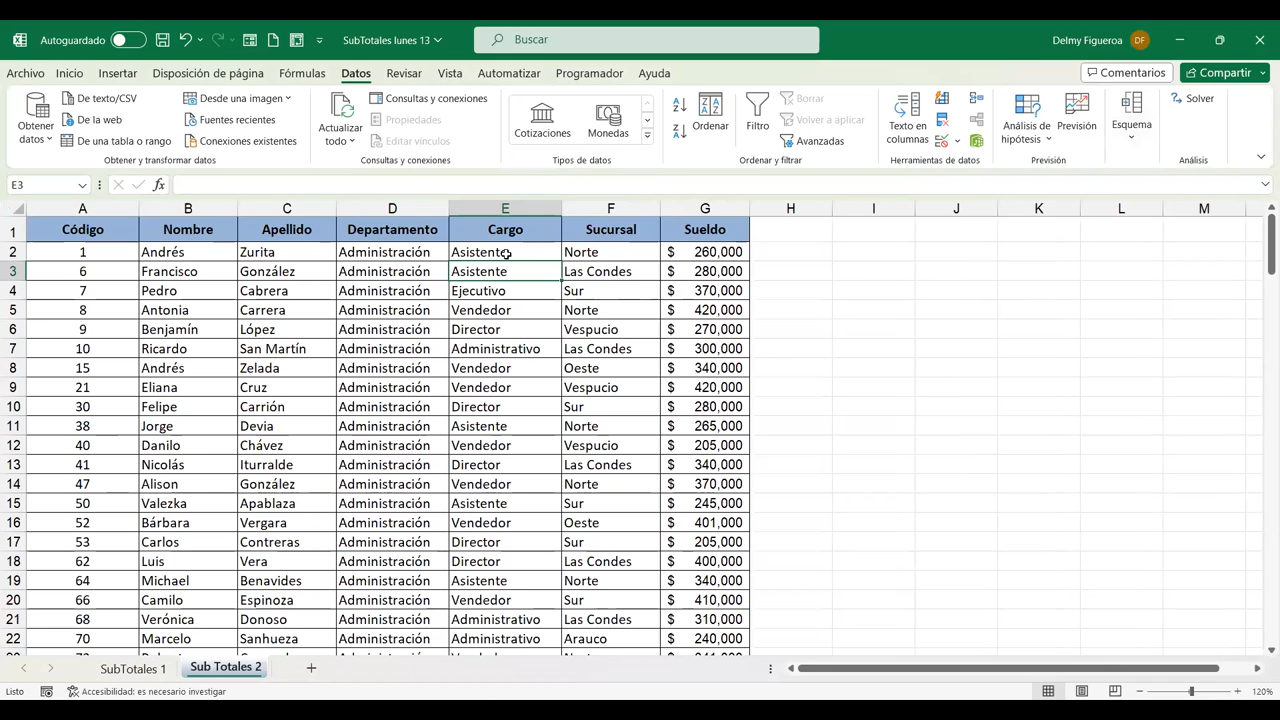 Autoguardado SubTotales lunes 13 Buscar Delmy Figueroa DF
Archivo Inicio Insertar Disposición de página Fórmulas Datos Revisar Vista Automatizar Programador Ayuda Comentarios Compartir
Obtener datos
De texto/CSV
De la web
De una tabla o rango
Desde una imagen
Fuentes recientes
Conexiones existentes
Obtener y transformar datos
Actualizar todo
Consultas y conexiones
Propiedades
Editar vínculos
Consultas y conexiones
Cotizaciones
Monedas
Tipos de datos
Ordenar
Filtro
Borrar
Volver a aplicar
Avanzadas
Ordenar y filtrar
Texto en columnas
Herramientas de datos
Análisis de hipótesis
Previsión
Previsión
Esquema
Solver
Análisis
E3 fx
A B C D E F G H I J K L M
1 Código Nombre Apellido Departamento Cargo Sucursal Sueldo
2 1 Andrés Zurita Administración Asistente Norte $ 260,000
3 6 Francisco González Administración Asistente Las Condes $ 280,000
4 7 Pedro Cabrera Administración Ejecutivo Sur $ 370,000
5 8 Antonia Carrera Administración Vendedor Norte $ 420,000
6 9 Benjamín López Administración Director Vespucio $ 270,000
7 10 Ricardo San Martín Administración Administrativo Las Condes $ 300,000
8 15 Andrés Zelada Administración Vendedor Oeste $ 340,000
9 21 Eliana Cruz Administración Vendedor Vespucio $ 420,000
10 30 Felipe Carrión Administración Director Sur $ 280,000
11 38 Jorge Devia Administración Asistente Norte $ 265,000
12 40 Danilo Chávez Administración Vendedor Vespucio $ 205,000
13 41 Nicolás Iturralde Administración Director Las Condes $ 340,000
14 47 Alison González Administración Vendedor Norte $ 370,000
15 50 Valezka Apablaza Administración Asistente Sur $ 245,000
16 52 Bárbara Vergara Administración Vendedor Oeste $ 401,000
17 53 Carlos Contreras Administración Director Sur $ 205,000
18 62 Luis Vera Administración Director Las Condes $ 400,000
19 64 Michael Benavides Administración Asistente Norte $ 340,000
20 66 Camilo Espinoza Administración Vendedor Sur $ 410,000
21 68 Verónica Donoso Administración Administrativo Las Condes $ 310,000
22 70 Marcelo Sanhueza Administración Administrativo Arauco $ 240,000
SubTotales 1 Sub Totales 2
Listo Accesibilidad: es necesario investigar 120%